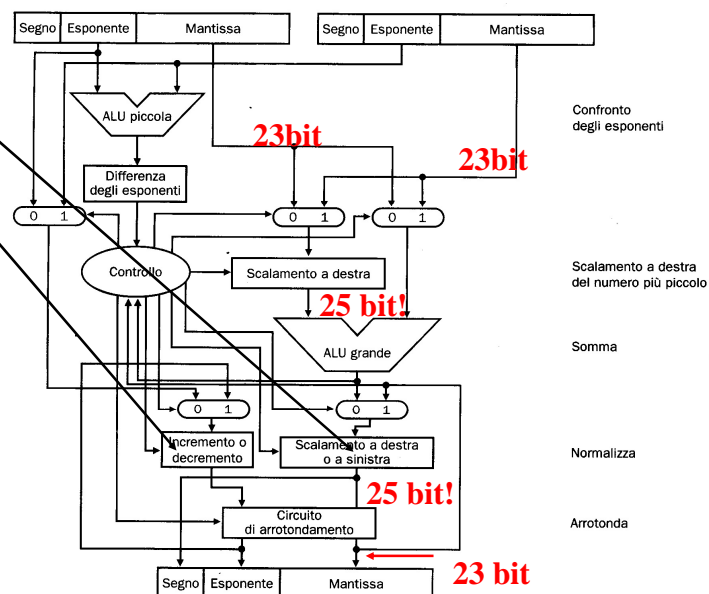 Segno Esponente Mantissa
Segno Esponente Mantissa
ALU piccola
Confronto
degli esponenti
23bit
23bit
Differenza
degli esponenti
0 1
0 1
0 1
Controllo
Scalamento a destra
Scalamento a destra
del numero più piccolo
25 bit!
ALU grande
Somma
0 1
0 1
Incremento o
decremento
Scalamento a destra
o a sinistra
Normalizza
25 bit!
Circuito
di arrotondamento
Arrotonda
23 bit
Segno Esponente Mantissa